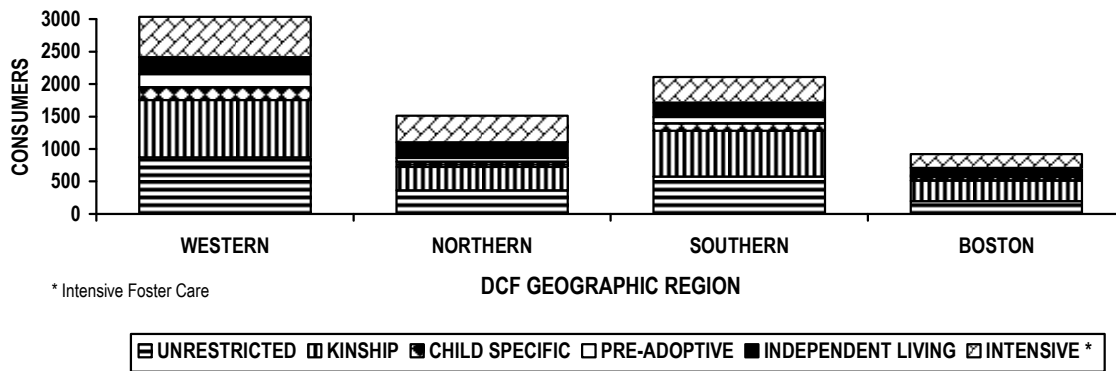 3000
2500
2000
1500
1000
500
0
CONSUMERS
WESTERN NORTHERN SOUTHERN BOSTON
* Intensive Foster Care
DCF GEOGRAPHIC REGION
UNRESTRICTED KINSHIP CHILD SPECIFIC PRE-ADOPTIVE INDEPENDENT LIVING INTENSIVE *